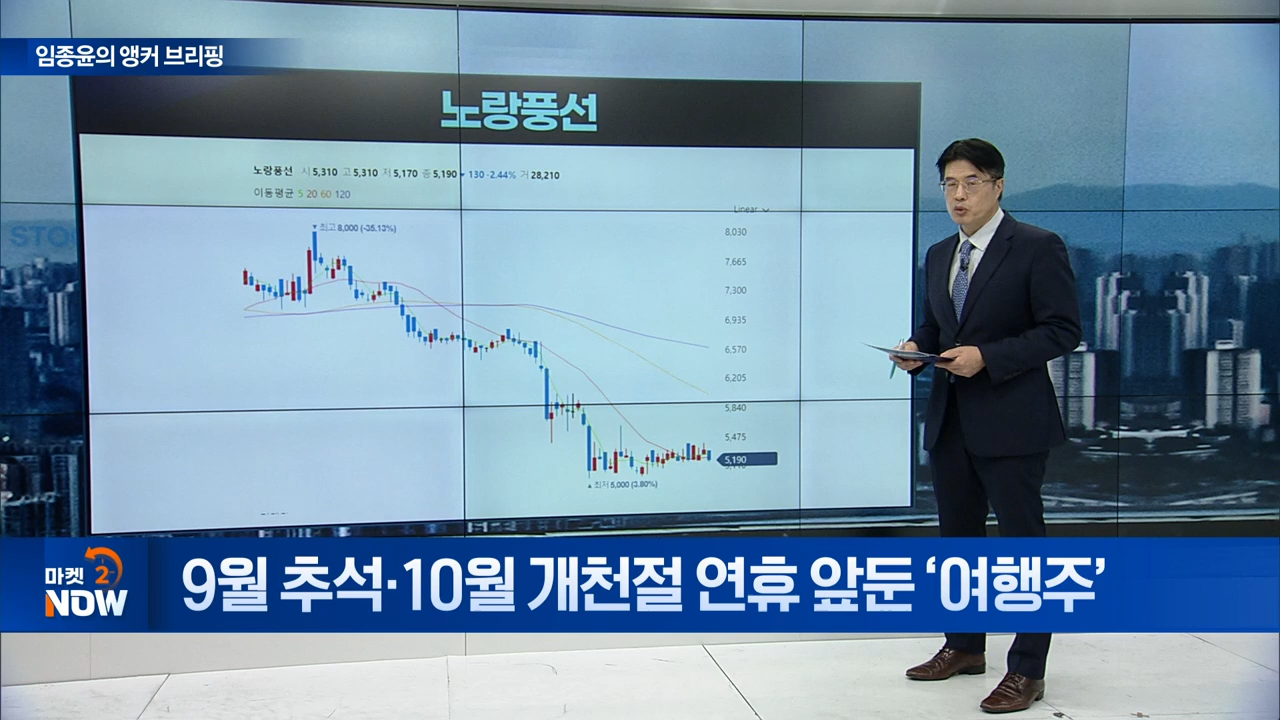 임종윤의 앵커 브리핑
노랑풍선
노랑풍선 시 5,310 고 5,310 저 5,170 종 5,190 ▼ 130 -2.44% 거 28,210
이동평균 5 20 60 120
Linear
▼ 최고 8,000 (-35.13%)
8,030
7,665
7,300
6,935
6,570
6,205
5,840
5,475
5,190
▲ 최저 5,000 (3.80%)
마켓 2
NOW
9월 추석·10월 개천절 연휴 앞둔 ‘여행주’